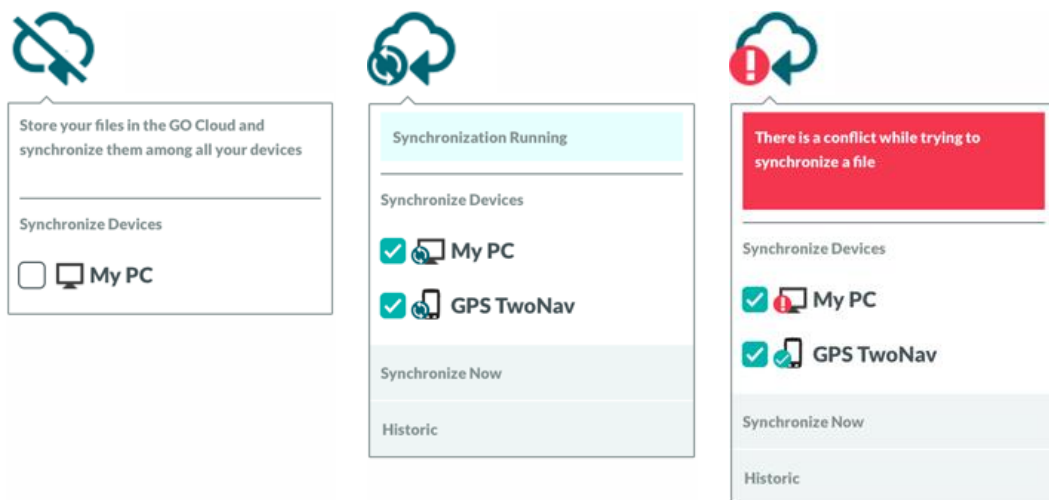 Store your files in the GO Cloud and
synchronize them among all your devices
Synchronize Devices
My PC
Synchronization Running
Synchronize Devices
My PC
GPS TwoNav
Synchronize Now
Historic
There is a conflict while trying to
synchronize a file
Synchronize Devices
My PC
GPS TwoNav
Synchronize Now
Historic